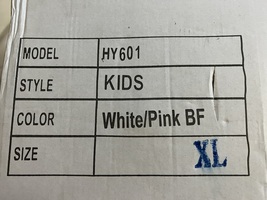 MODEL HY601
STYLE KIDS
COLOR White/Pink BF
SIZE XL